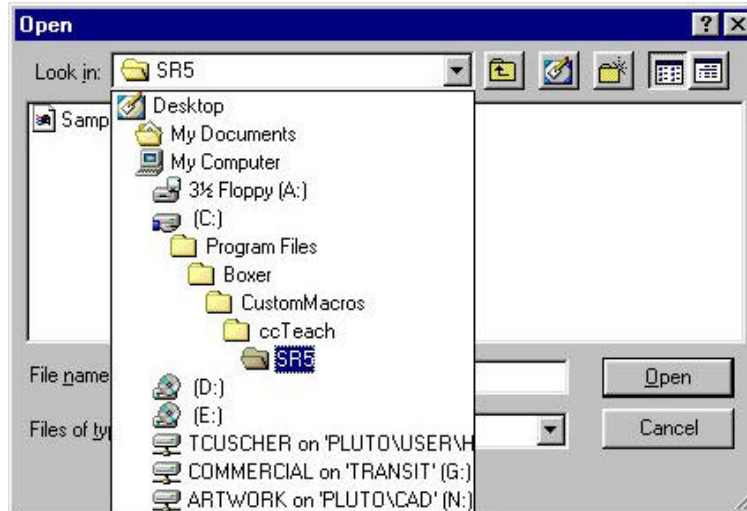 Open
Look in: SR5
Samp
Desktop
My Documents
My Computer
3½ Floppy (A:)
(C:)
Program Files
Boxer
CustomMacros
ccTeach
SR5
(D:)
(E:)
TCUSCHER on 'PLUTO\USER\H
COMMERCIAL on 'TRANSIT' (G:)
ARTWORK on 'PLUTO\CAD' (N:)
File name
Open
Files of ty
Cancel